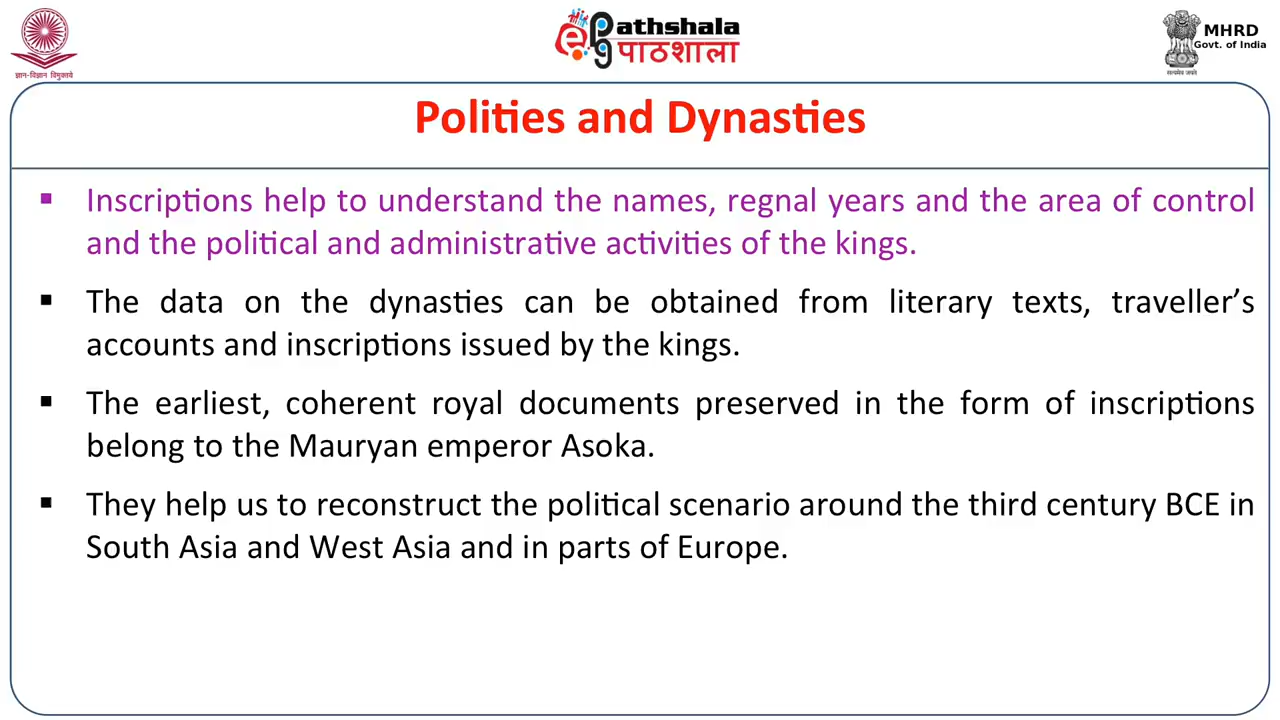 ज्ञान-विज्ञान विमुक्तये
ePathshala
पाठशाला
MHRD
Govt. of India
सत्यमेव जयते
Polities and Dynasties
▪ Inscriptions help to understand the names, regnal years and the area of control
and the political and administrative activities of the kings.
▪ The data on the dynasties can be obtained from literary texts, traveller’s
accounts and inscriptions issued by the kings.
▪ The earliest, coherent royal documents preserved in the form of inscriptions
belong to the Mauryan emperor Asoka.
▪ They help us to reconstruct the political scenario around the third century BCE in
South Asia and West Asia and in parts of Europe.